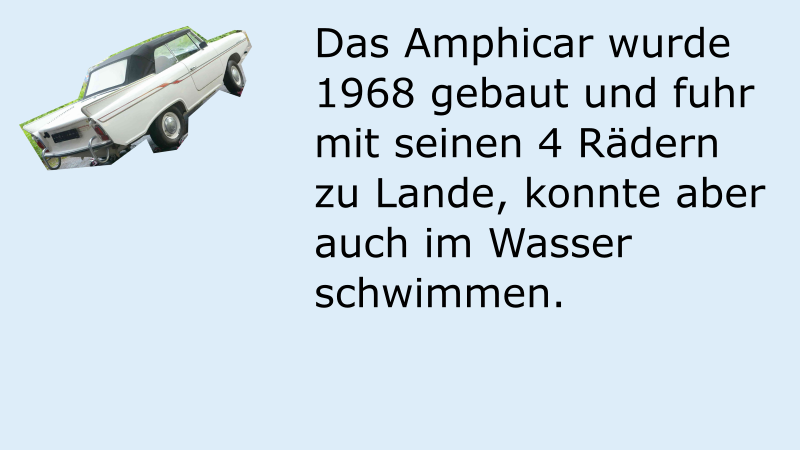 Das Amphicar wurde
1968 gebaut und fuhr
mit seinen 4 Rädern
zu Lande, konnte aber
auch im Wasser
schwimmen.